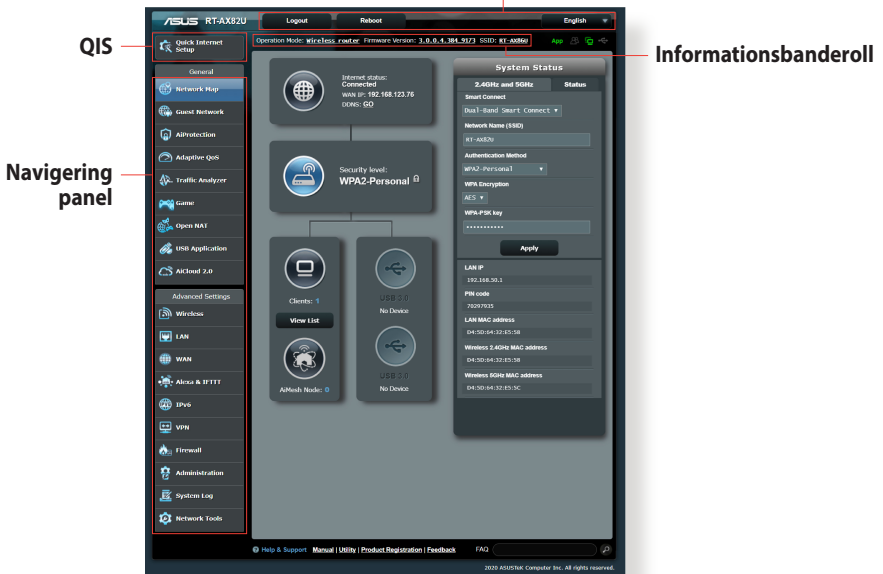 ASUS RT-AX82U Logout Reboot English
QIS
Quick Internet Setup
Operation Mode: Wireless router Firmware Version: 3.0.0.4.384_9173 SSID: RT-AX86U App
Informationsbanderoll
Navigering panel
General
Network Map
Guest Network
AiProtection
Adaptive QoS
Traffic Analyzer
Game
Open NAT
USB Application
AiCloud 2.0
Advanced Settings
Wireless
LAN
WAN
Alexa & IFTTT
IPv6
VPN
Firewall
Administration
System Log
Network Tools
Internet status:
Connected
WAN IP: 192.168.123.76
DDNS: GO
Security level:
WPA2-Personal
Clients: 1
View List
AiMesh Node: 0
USB 3.0
No Device
USB 3.0
No Device
System Status
2.4GHz and 5GHz Status
Smart Connect
Dual-Band Smart Connect
Network Name (SSID)
RT-AX82U
Authentication Method
WPA2-Personal
WPA Encryption
AES
WPA-PSK key
•••••••••••
Apply
LAN IP
192.168.50.1
PIN code
70297935
LAN MAC address
D4:5D:64:32:E5:58
Wireless 2.4GHz MAC address
D4:5D:64:32:E5:58
Wireless 5GHz MAC address
D4:5D:64:32:E5:5C
Help & Support Manual | Utility | Product Registration | Feedback FAQ
2020 ASUSTeK Computer Inc. All rights reserved.